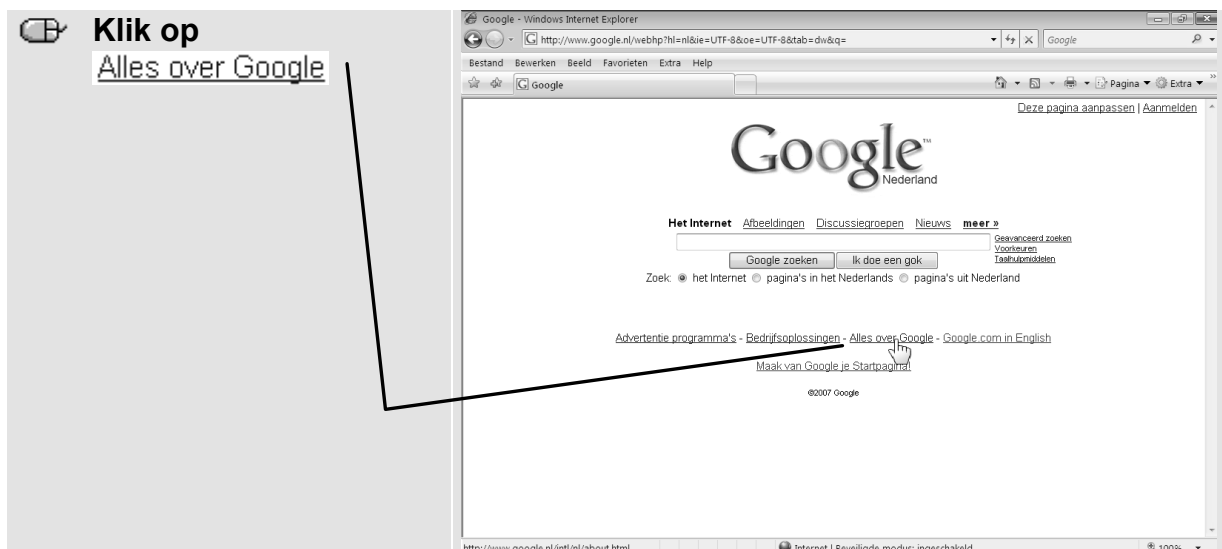 Klik op
Alles over Google
Google - Windows Internet Explorer
http://www.google.nl/webhp?hl=nl&ie=UTF-8&oe=UTF-8&tab=dw&q=
Google
Bestand Bewerken Beeld Favorieten Extra Help
Google
Pagina Extra
Deze pagina aanpassen | Aanmelden
Google™
Nederland
Het Internet Afbeeldingen Discussiegroepen Nieuws meer »
Geavanceerd zoeken
Voorkeuren
Taalhulpmiddelen
Google zoeken Ik doe een gok
Zoek: het Internet pagina's in het Nederlands pagina's uit Nederland
Advertentie programma's - Bedrijfsoplossingen - Alles over Google - Google.com in English
Maak van Google je Startpagina!
©2007 Google
http://www.google.nl/intl/nl/about.html Internet | Beveiligde modus: ingeschakeld 100%